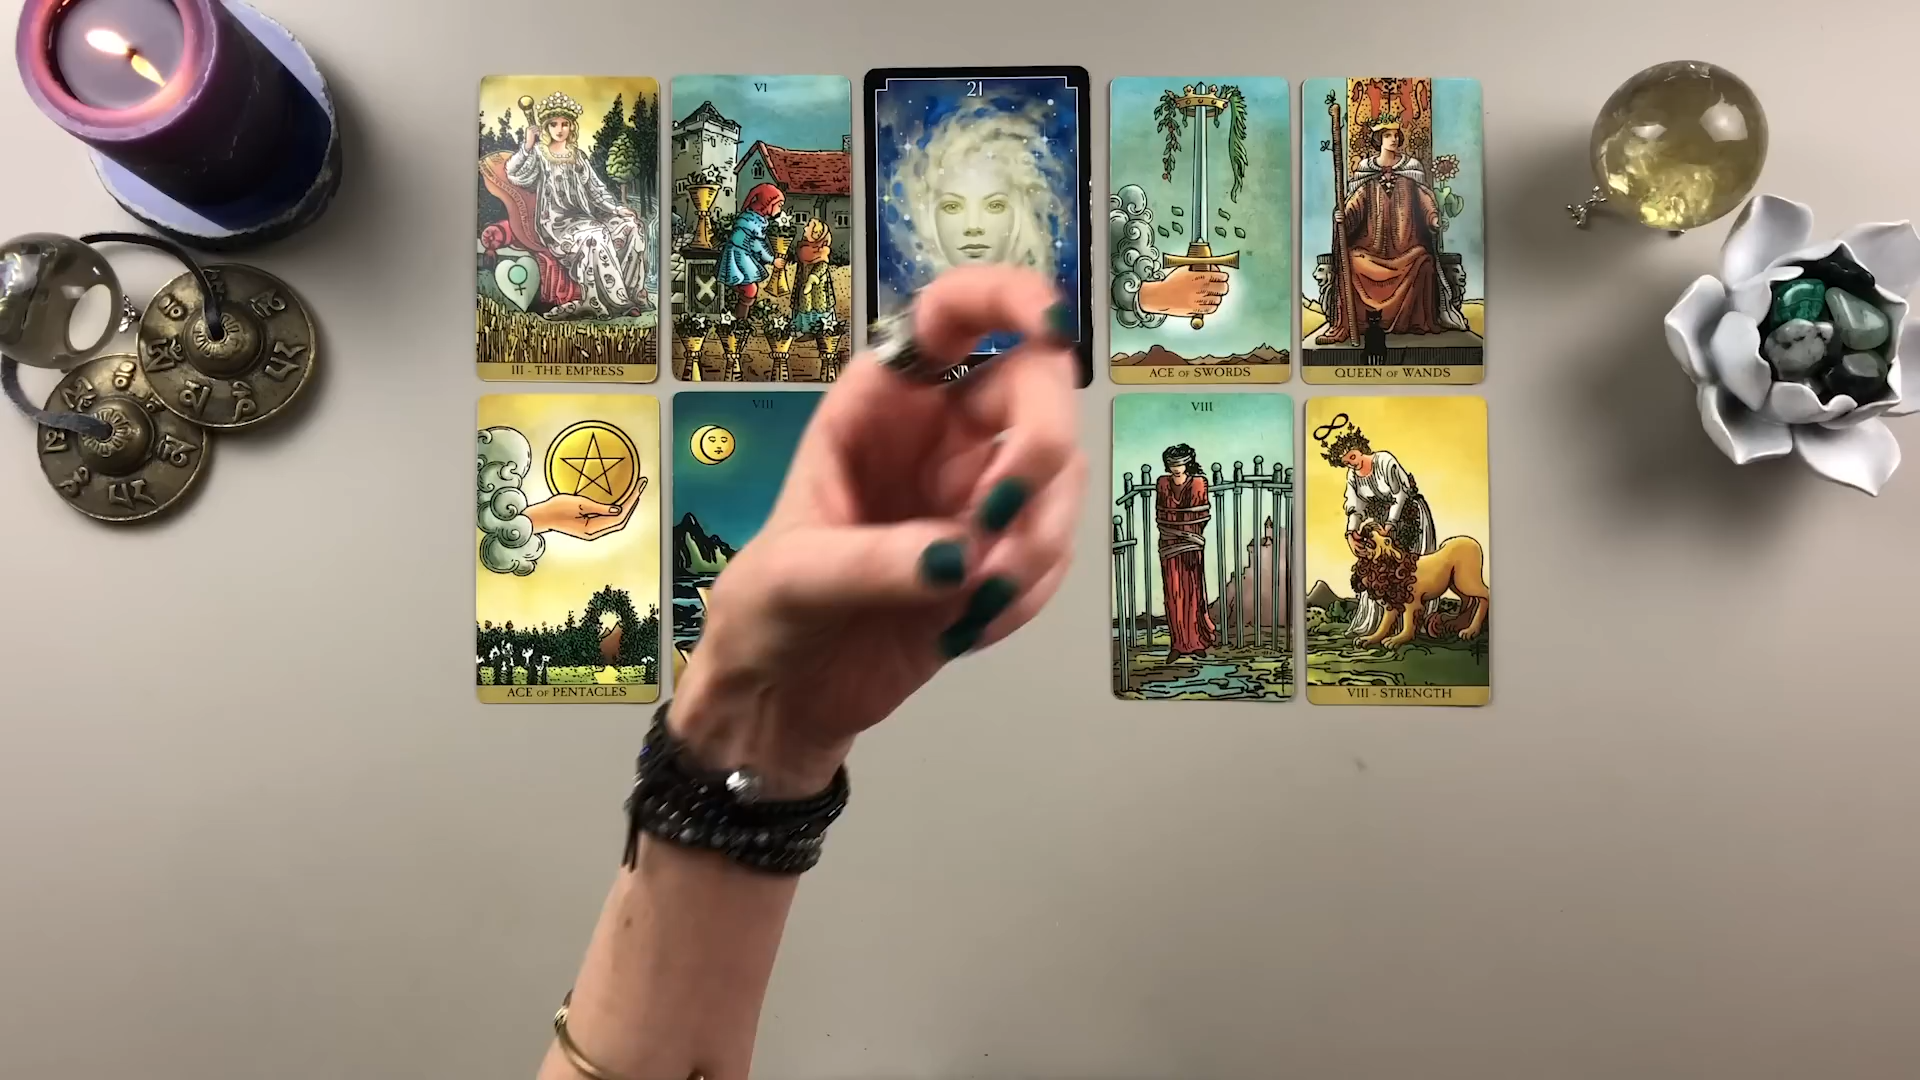 VI
21
III - THE EMPRESS
ACE OF SWORDS
QUEEN OF WANDS
VIII
VIII
ACE OF PENTACLES
VIII - STRENGTH